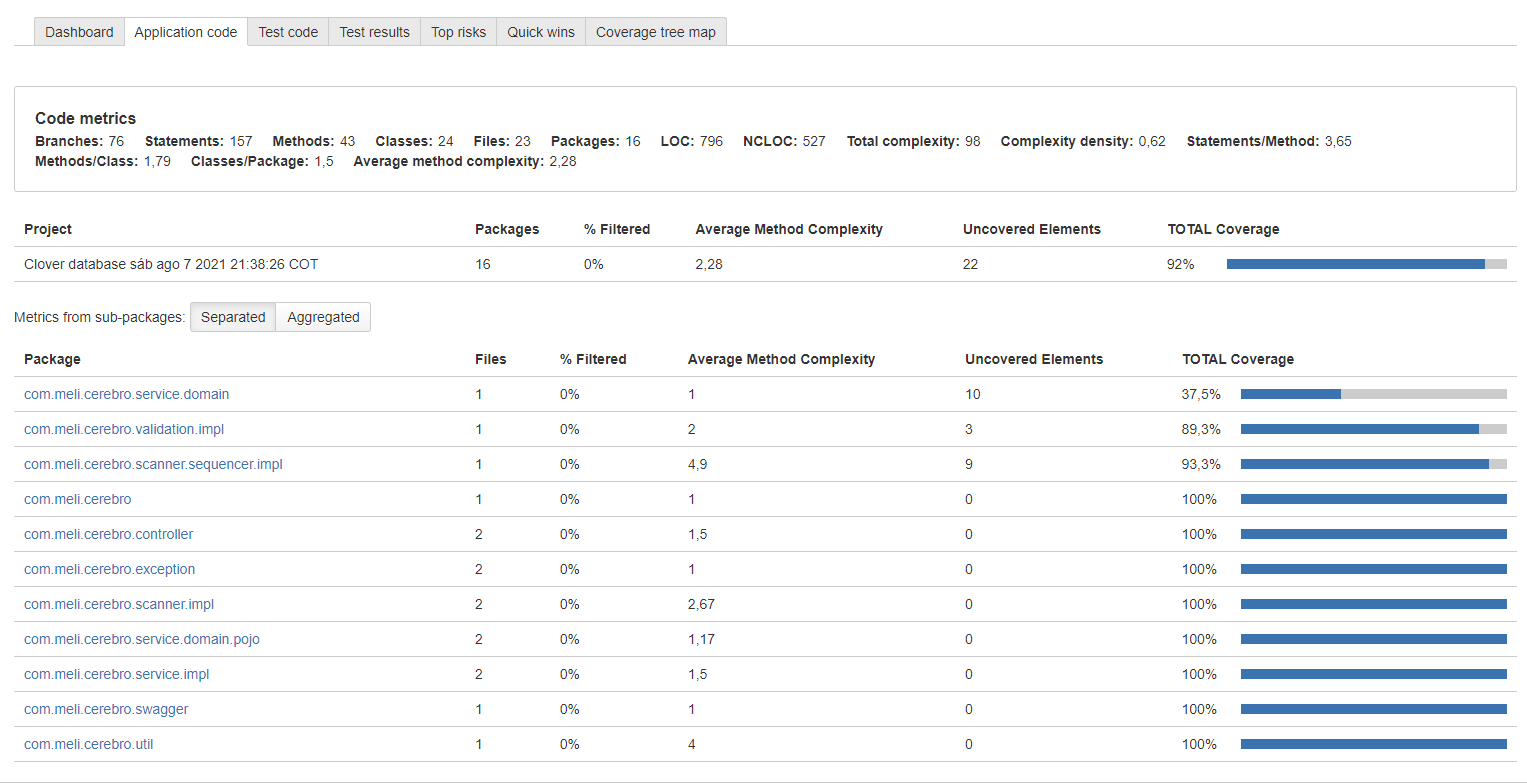 Dashboard Application code Test code Test results Top risks Quick wins Coverage tree map
Code metrics
Branches: 76 Statements: 157 Methods: 43 Classes: 24 Files: 23 Packages: 16 LOC: 796 NCLOC: 527 Total complexity: 98 Complexity density: 0,62 Statements/Method: 3,65
Methods/Class: 1,79 Classes/Package: 1,5 Average method complexity: 2,28
Project Packages % Filtered Average Method Complexity Uncovered Elements TOTAL Coverage
Clover database sáb ago 7 2021 21:38:26 COT 16 0% 2,28 22 92%
Metrics from sub-packages: Separated Aggregated
Package Files % Filtered Average Method Complexity Uncovered Elements TOTAL Coverage
com.meli.cerebro.service.domain 1 0% 1 10 37,5%
com.meli.cerebro.validation.impl 1 0% 2 3 89,3%
com.meli.cerebro.scanner.sequencer.impl 1 0% 4,9 9 93,3%
com.meli.cerebro 1 0% 1 0 100%
com.meli.cerebro.controller 2 0% 1,5 0 100%
com.meli.cerebro.exception 2 0% 1 0 100%
com.meli.cerebro.scanner.impl 2 0% 2,67 0 100%
com.meli.cerebro.service.domain.pojo 2 0% 1,17 0 100%
com.meli.cerebro.service.impl 2 0% 1,5 0 100%
com.meli.cerebro.swagger 1 0% 1 0 100%
com.meli.cerebro.util 1 0% 4 0 100%